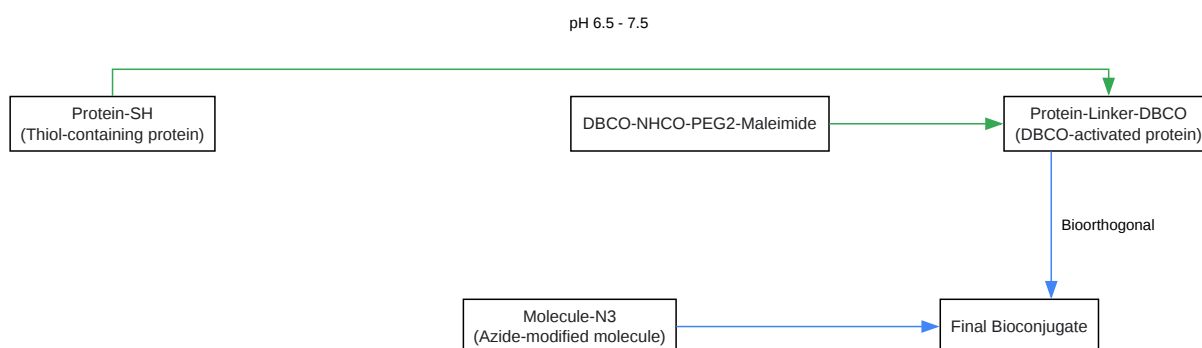 pH 6.5 - 7.5
Protein-SH
(Thiol-containing protein)
DBCO-NHCO-PEG2-Maleimide
Protein-Linker-DBCO
(DBCO-activated protein)
Bioorthogonal
Molecule-N3
(Azide-modified molecule)
Final Bioconjugate